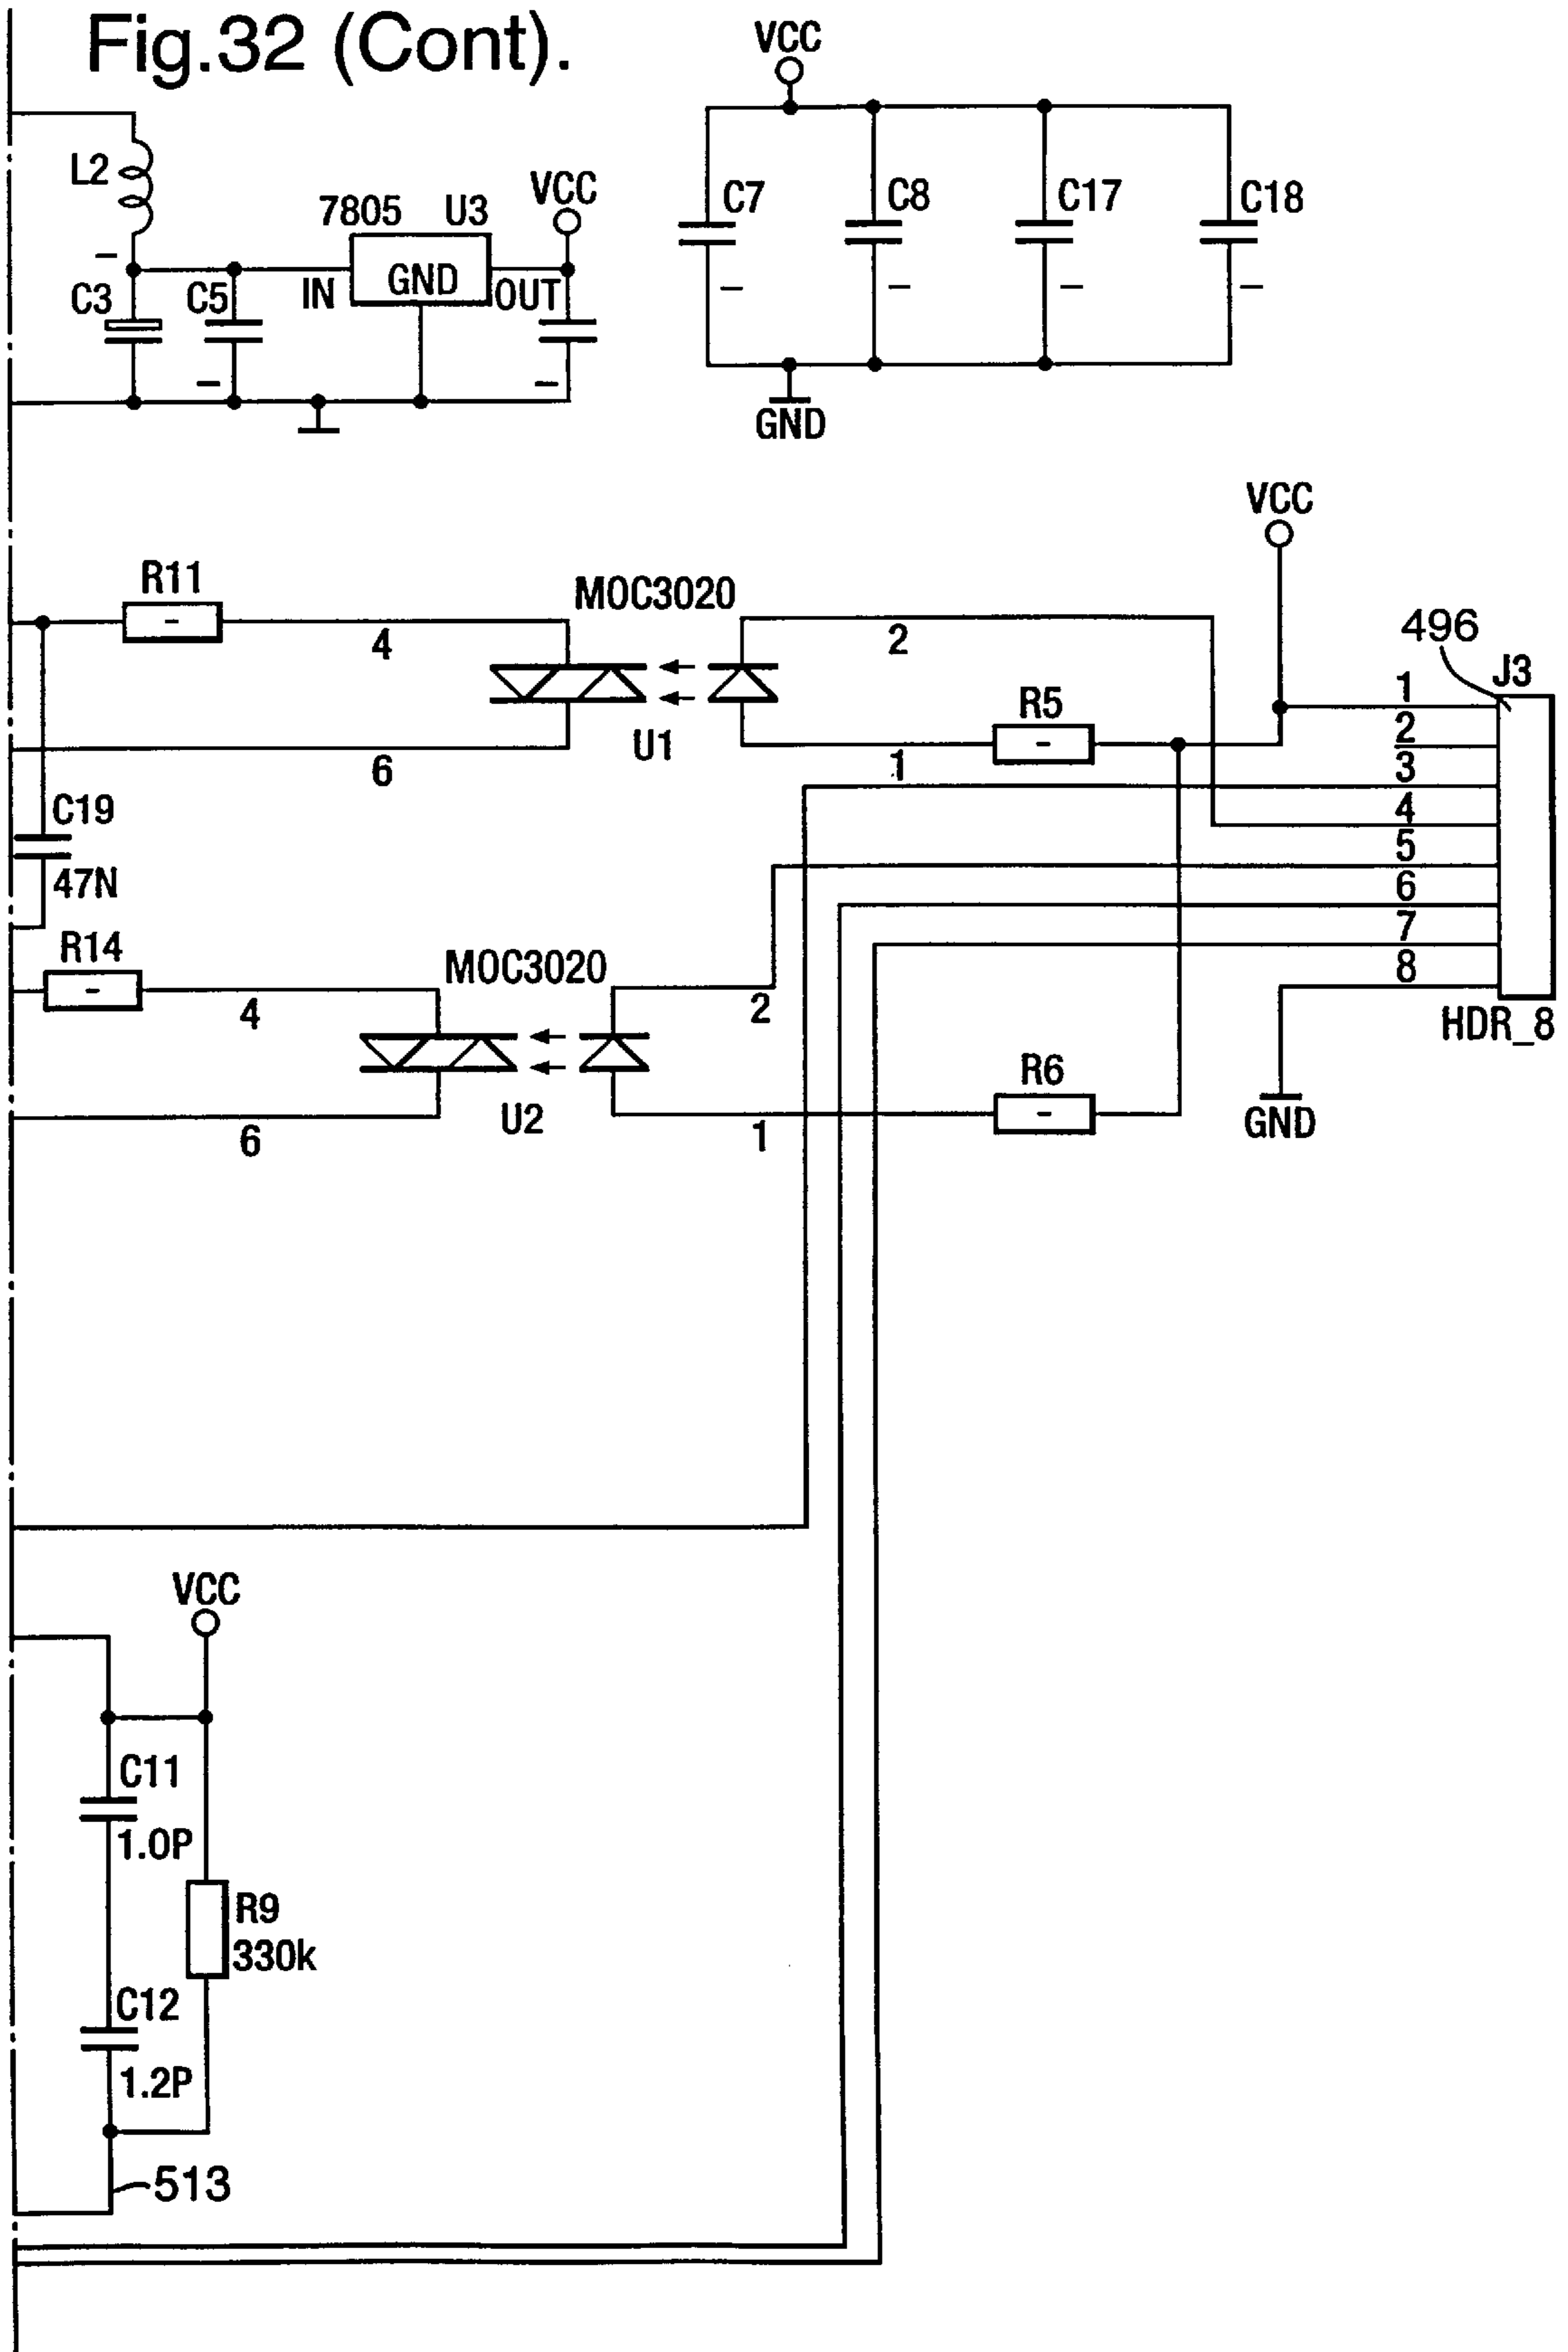 Fig.32 (Cont).
VCC
L2
7805 U3
VCC
C7
C8
C17
C18
C3
C5
IN
GND
OUT
GND
VCC
R11
MOC3020
4
2
496
J3
R5
U1
6
1
1
2
3
4
5
6
7
8
HDR_8
C19
47N
R14
MOC3020
4
2
R6
U2
6
1
GND
VCC
C11
1.0P
R9
330k
C12
1.2P
513